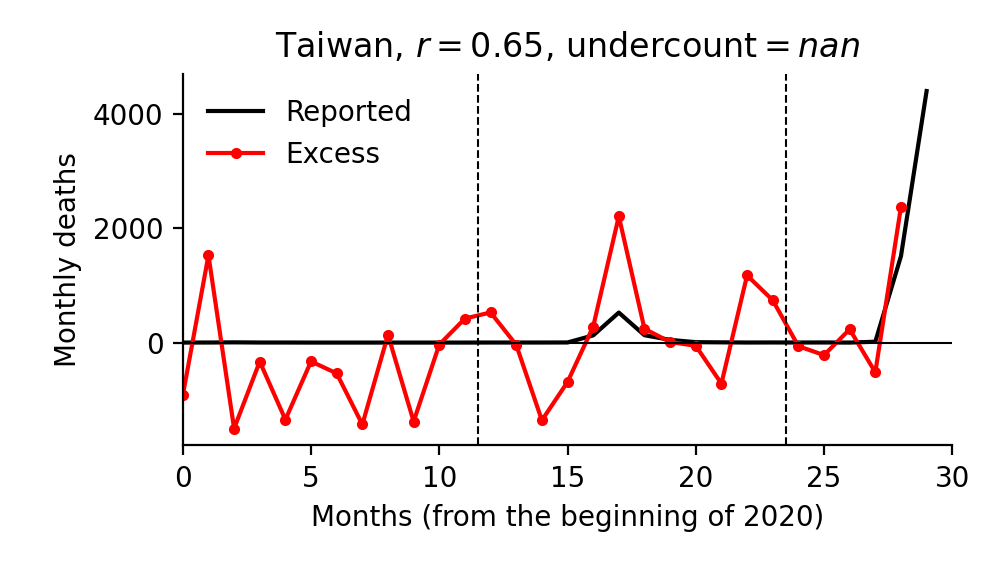 Taiwan, r = 0.65, undercount = nan
Reported
Excess
Monthly deaths
4000
2000
0
0 5 10 15 20 25 30
Months (from the beginning of 2020)